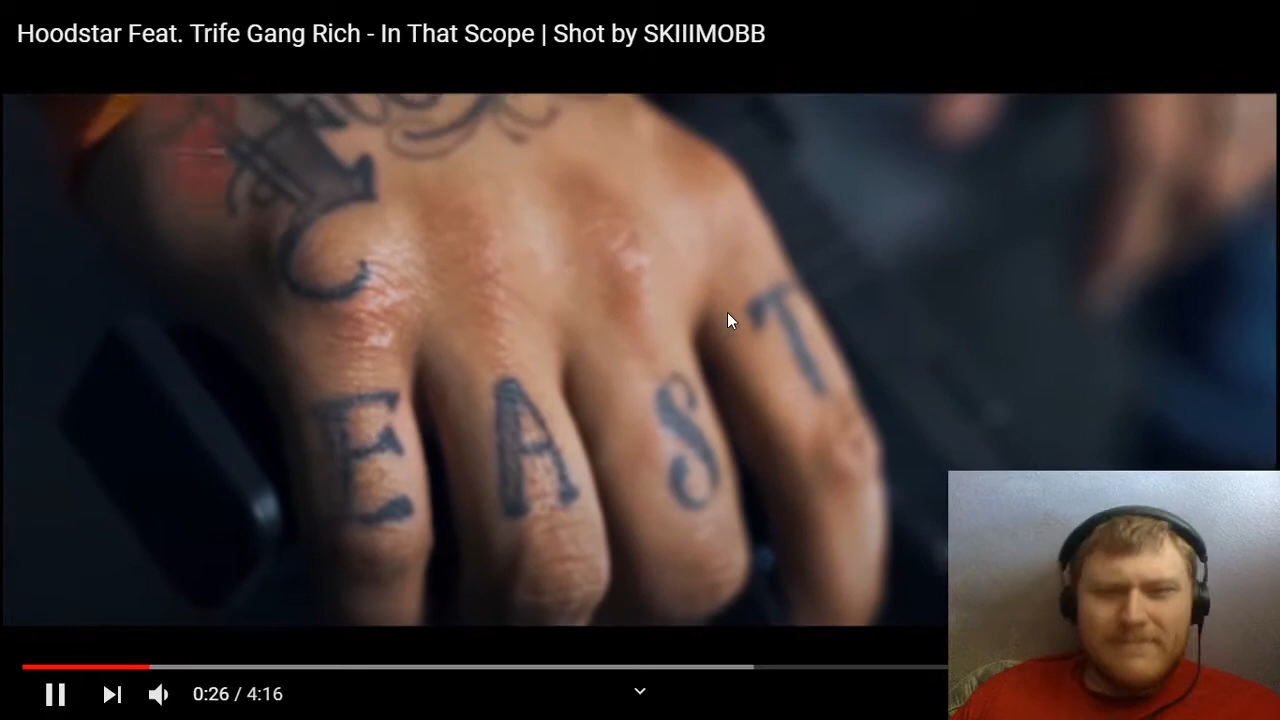 Hoodstar Feat. Trife Gang Rich - In That Scope | Shot by SKIIIMOBB
EAST
0:26 / 4:16